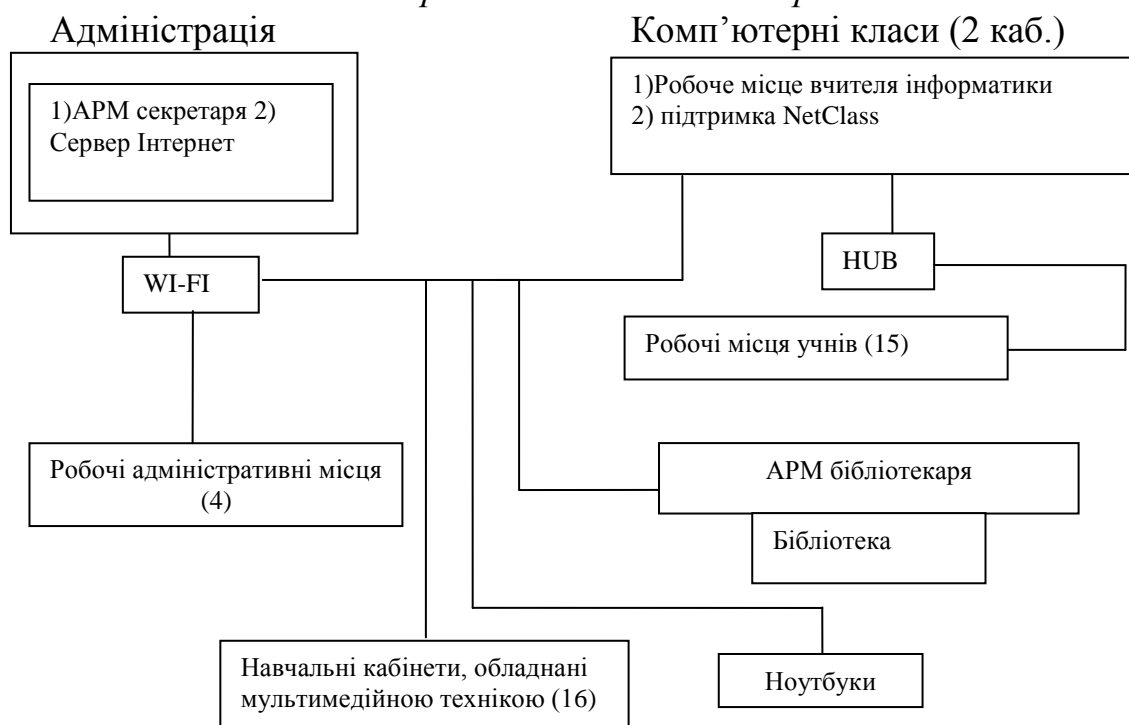 Адміністрація
Комп’ютерні класи (2 каб.)
1)АРМ секретаря 2)
Сервер Інтернет
1)Робоче місце вчителя інформатики
2) підтримка NetClass
WI-FI
HUB
Робочі місця учнів (15)
Робочі адміністративні місця
(4)
АРМ бібліотекаря
Бібліотека
Навчальні кабінети, обладнані
мультимедійною технікою (16)
Ноутбуки